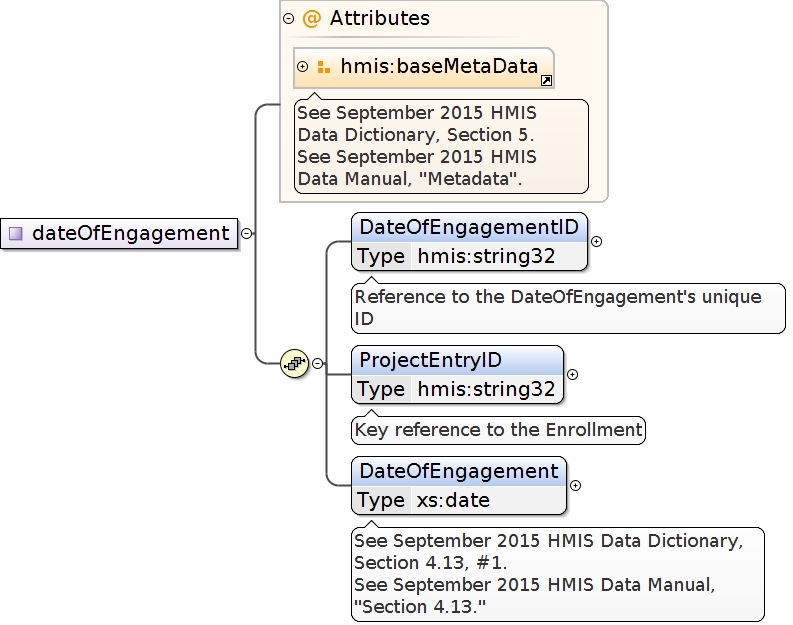 @ Attributes
hmis:baseMetaData
See September 2015 HMIS
Data Dictionary, Section 5.
See September 2015 HMIS
Data Manual, "Metadata".
dateOfEngagement
DateOfEngagementID
Type hmis:string32
Reference to the DateOfEngagement's unique
ID
ProjectEntryID
Type hmis:string32
Key reference to the Enrollment
DateOfEngagement
Type xs:date
See September 2015 HMIS Data Dictionary,
Section 4.13, #1.
See September 2015 HMIS Data Manual,
"Section 4.13."